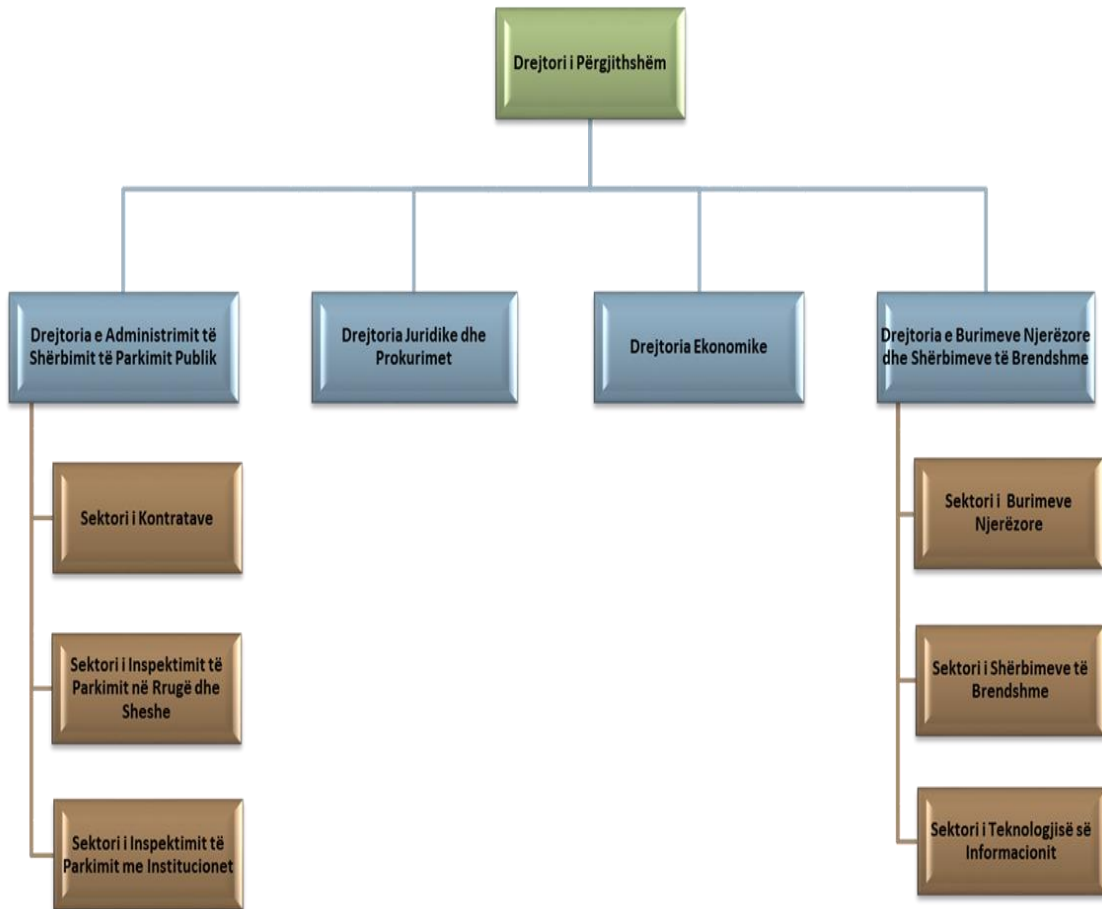 Drejtori i Përgjithshëm
Drejtoria e Administrimit të
Shërbimit të Parkimit Publik
Drejtoria Juridike dhe
Prokurimet
Drejtoria Ekonomike
Drejtoria e Burimeve Njerëzore
dhe Shërbimeve të Brendshme
Sektori i Kontratave
Sektori i Inspektimit të
Parkimit në Rrugë dhe
Sheshe
Sektori i Inspektimit të
Parkimit me Institucionet
Sektori i Burimeve
Njerëzore
Sektori i Shërbimeve të
Brendshme
Sektori i Teknologjisë së
Informacionit